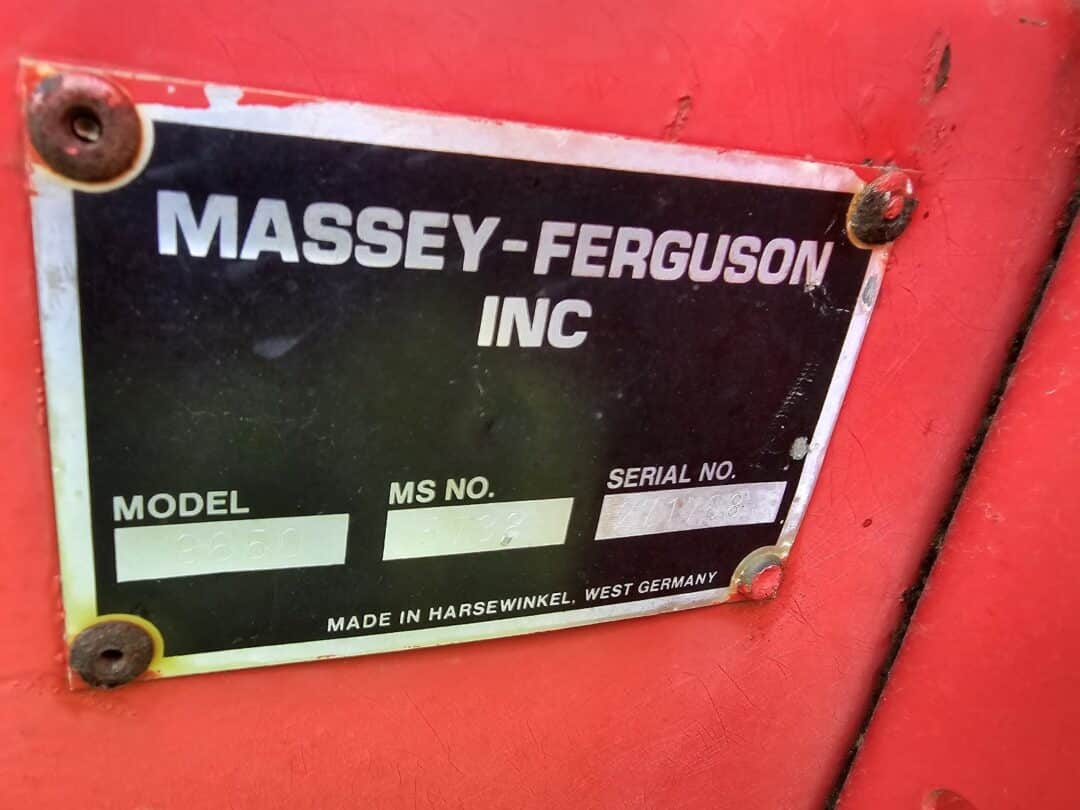 MASSEY-FERGUSON
INC
MODEL MS NO. SERIAL NO.
MADE IN HARSEWINKEL, WEST GERMANY